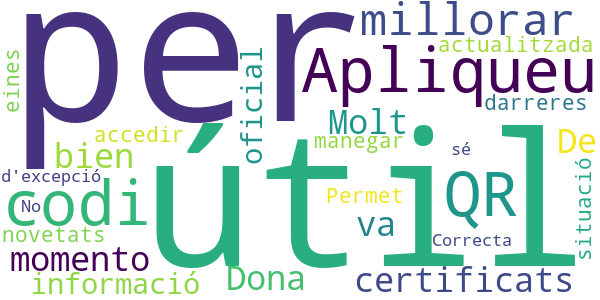 per
millorar
Apliqueu
actualitzada
eines
oficial
darreres
Molt
accedir
manegar
De
bien
útil
sé
situació
d'excepció
codi
QR
Permet
No
va
novetats
Correcta
momento
Dona
informació
certificats